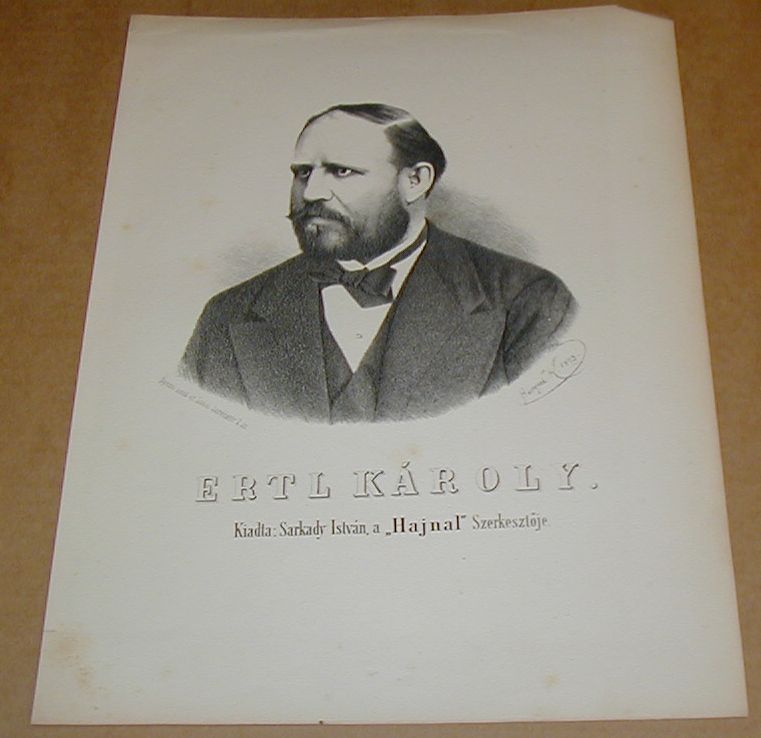 ERTL KÁROLY.
Kiadta: Sarkady István, a „Hajnal” Szerkesztője.